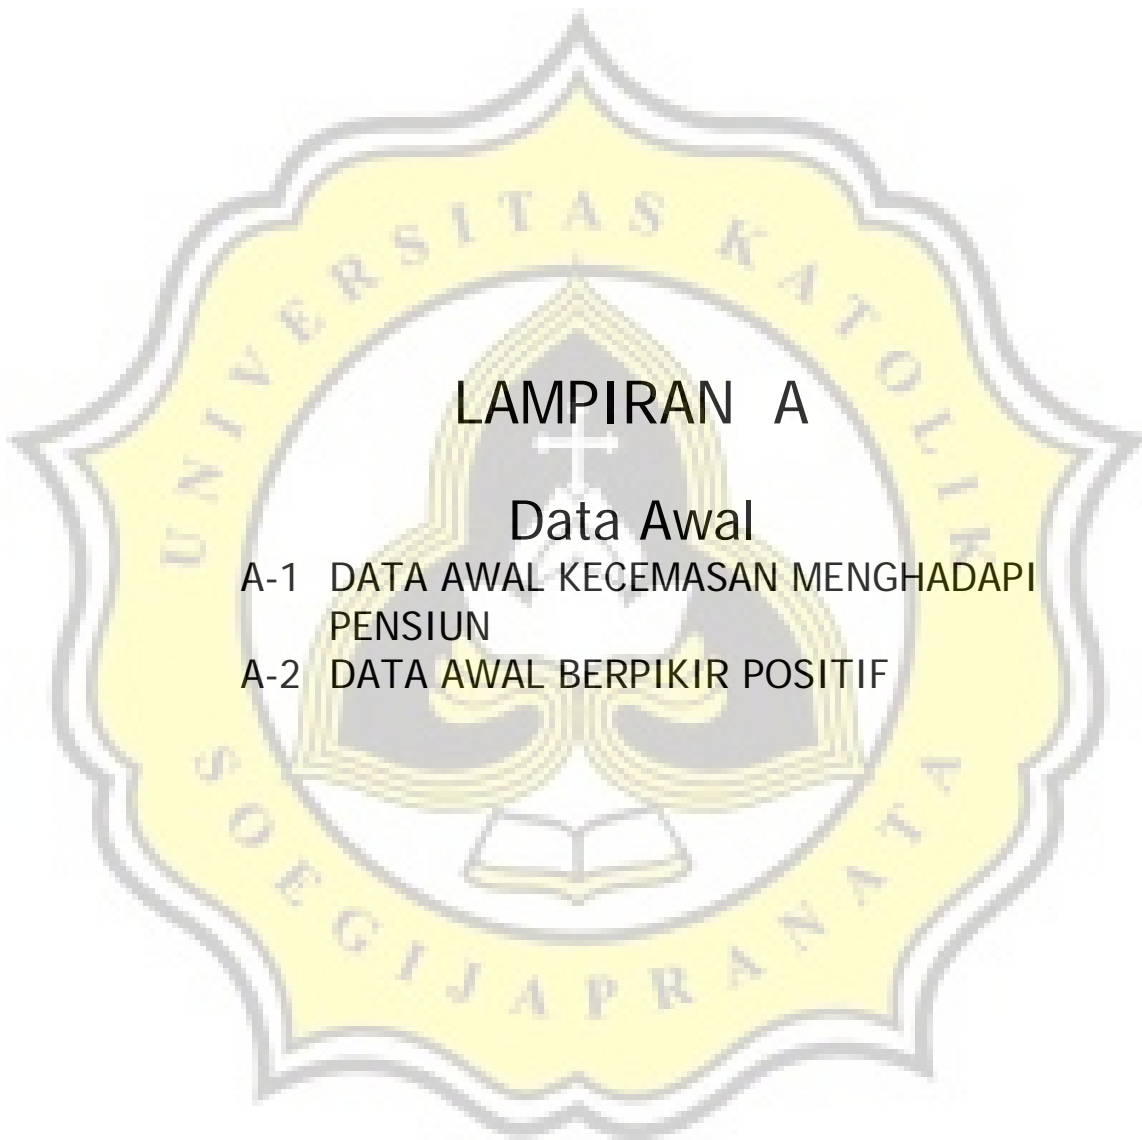 UNIVERSITAS KATOLIK
LAMPIRAN A
Data Awal
A-1 DATA AWAL KECEMASAN MENGHADAPI
PENSIUN
A-2 DATA AWAL BERPIKIR POSITIF
SOEGIJAPRANATA